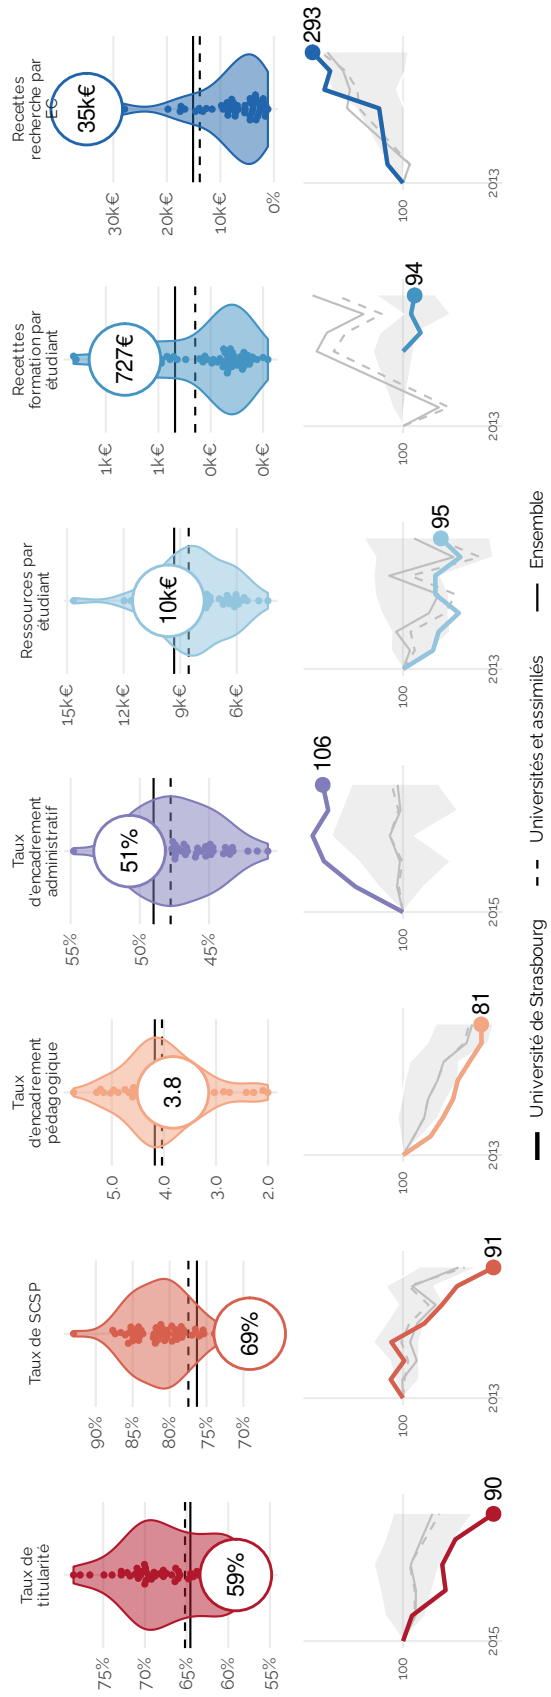 Taux de
titularité
75%
70%
65%
60%
55%
59%
100
90
2015
Taux de SCSP
90%
85%
80%
75%
70%
69%
100
91
2013
Taux
d'encadrement
pédagogique
5.0
4.0
3.0
2.0
3.8
100
81
2013
Taux
d'encadrement
administratif
55%
50%
45%
51%
106
100
2015
Ressources par
étudiant
15k€
12k€
9k€
6k€
10k€
100
95
2013
Recetttes
formation par
étudiant
1k€
1k€
0k€
0k€
727€
100
94
2013
Recettes
recherche par
EC
30k€
20k€
10k€
0%
35k€
293
100
2013
Université de Strasbourg
Universités et assimilés
Ensemble